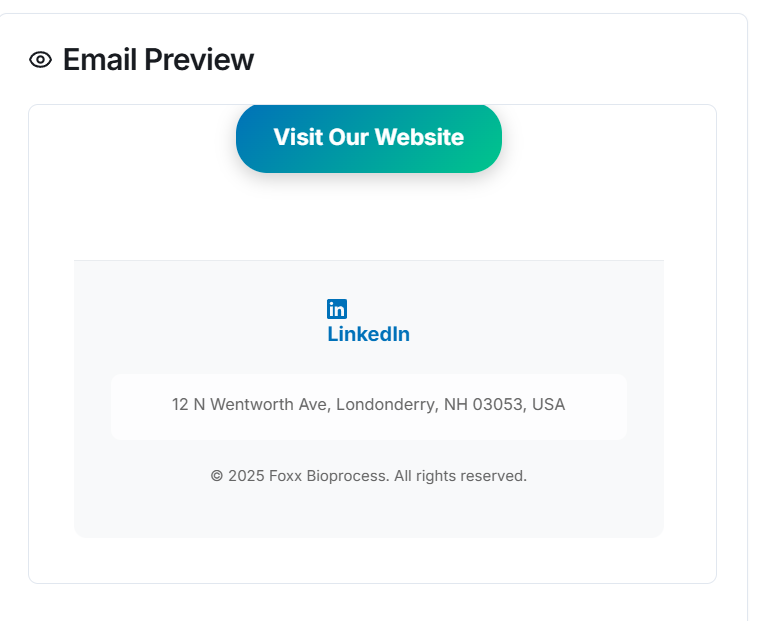 Email Preview
Visit Our Website
in
LinkedIn
12 N Wentworth Ave, Londonderry, NH 03053, USA
© 2025 Foxx Bioprocess. All rights reserved.